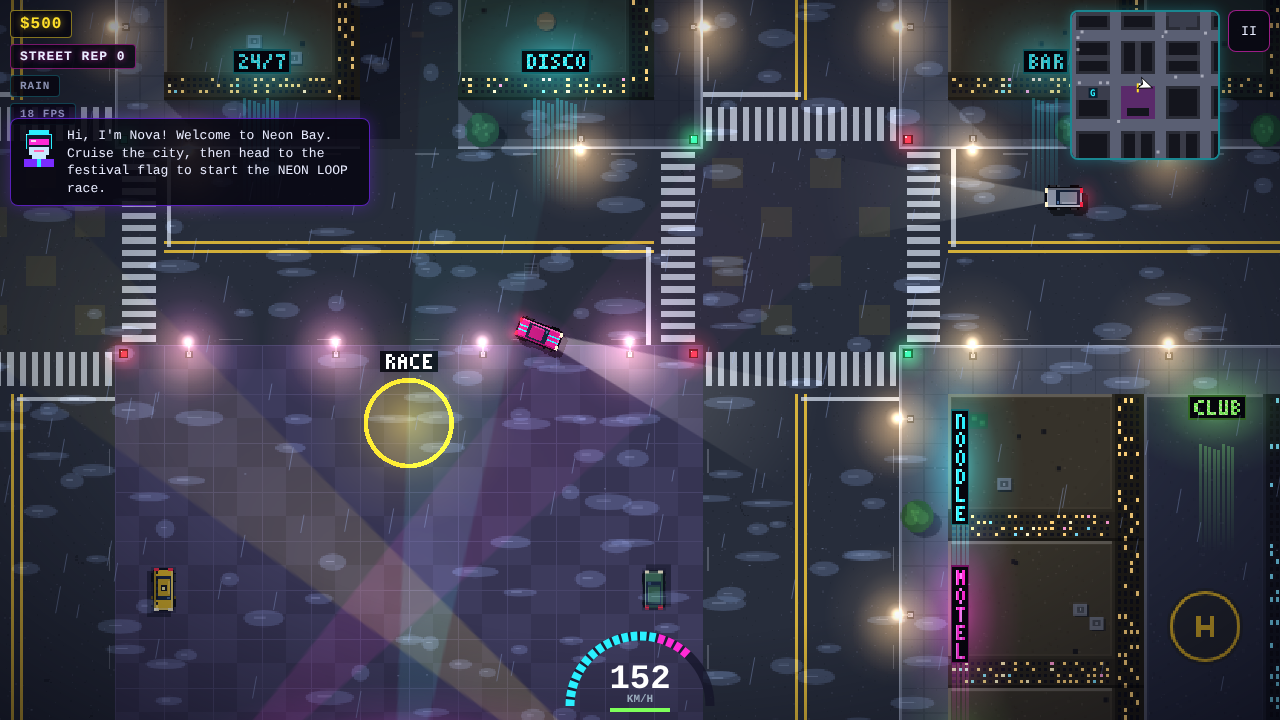 $500
STREET REP 0
RAIN
18 FPS
Hi, I'm Nova! Welcome to Neon Bay.
Cruise the city, then head to the
festival flag to start the NEON LOOP
race.
24/7
DISCO
BAR
II
G
RACE
CLUB
NOODLE
MOTEL
H
152
KM/H